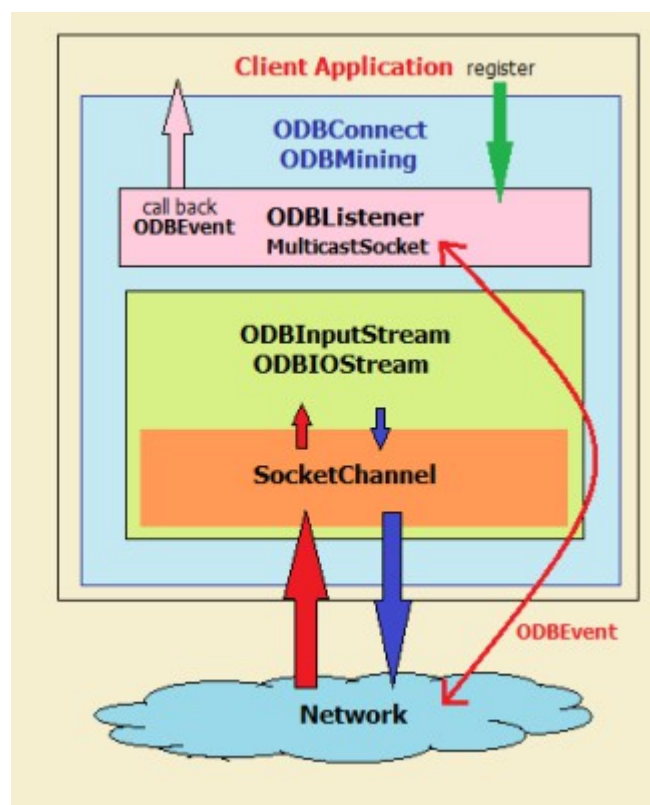 Client Application register
ODBConnect
ODBMining
call back
ODBEvent
ODBListener
MulticastSocket
ODBInputStream
ODBIOStream
SocketChannel
ODBEvent
Network